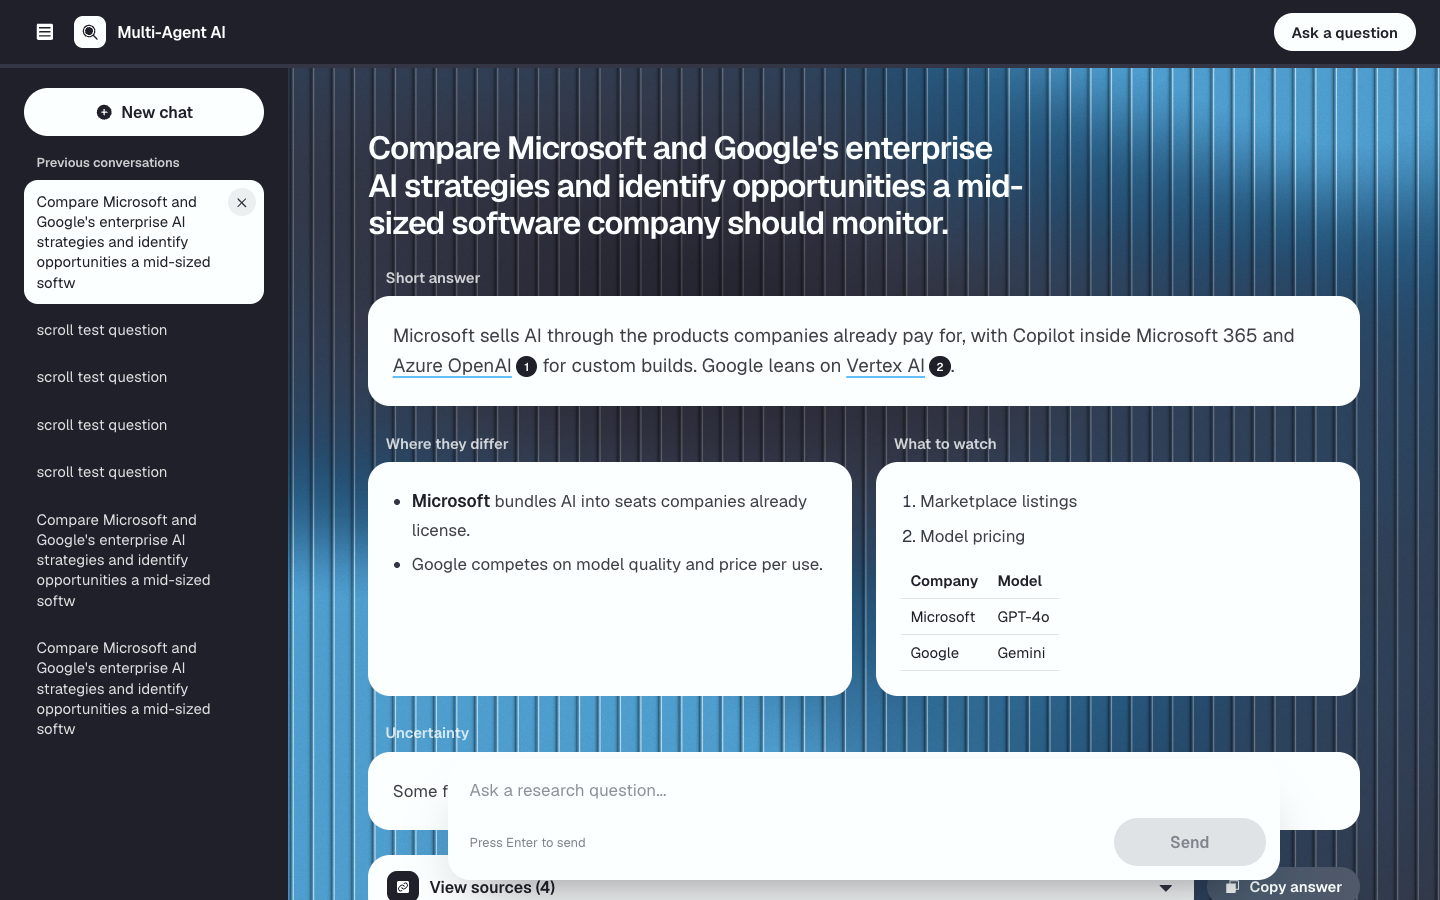 Multi-Agent AI
Ask a question
New chat
Previous conversations
Compare Microsoft and
Google's enterprise AI
strategies and identify
opportunities a mid-sized
softw
scroll test question
scroll test question
scroll test question
scroll test question
Compare Microsoft and
Google's enterprise AI
strategies and identify
opportunities a mid-sized
softw
Compare Microsoft and
Google's enterprise AI
strategies and identify
opportunities a mid-sized
softw
Compare Microsoft and Google's enterprise
AI strategies and identify opportunities a mid-
sized software company should monitor.
Short answer
Microsoft sells AI through the products companies already pay for, with Copilot inside Microsoft 365 and
Azure OpenAI 1 for custom builds. Google leans on Vertex AI 2.
Where they differ
• Microsoft bundles AI into seats companies already
license.
• Google competes on model quality and price per use.
What to watch
1. Marketplace listings
2. Model pricing
Company Model
Microsoft GPT-4o
Google Gemini
Uncertainty
Some f
Ask a research question...
Press Enter to send
Send
View sources (4)
Copy answer